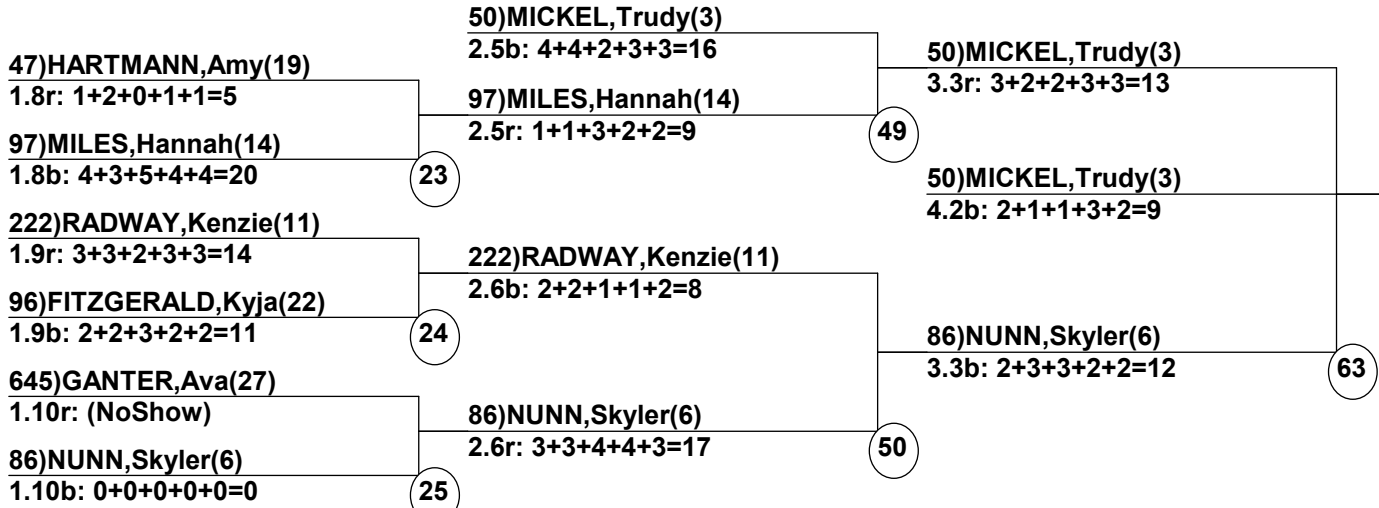 47)HARTMANN,Amy(19)
1.8r: 1+2+0+1+1=5
97)MILES,Hannah(14)
1.8b: 4+3+5+4+4=20
23
222)RADWAY,Kenzie(11)
1.9r: 3+3+2+3+3=14
96)FITZGERALD,Kyja(22)
1.9b: 2+2+3+2+2=11
24
645)GANTER,Ava(27)
1.10r: (NoShow)
86)NUNN,Skyler(6)
1.10b: 0+0+0+0+0=0
25
50)MICKEL,Trudy(3)
2.5b: 4+4+2+3+3=16
97)MILES,Hannah(14)
2.5r: 1+1+3+2+2=9
49
222)RADWAY,Kenzie(11)
2.6b: 2+2+1+1+2=8
86)NUNN,Skyler(6)
2.6r: 3+3+4+4+3=17
50
50)MICKEL,Trudy(3)
3.3r: 3+2+2+3+3=13
50)MICKEL,Trudy(3)
4.2b: 2+1+1+3+2=9
86)NUNN,Skyler(6)
3.3b: 2+3+3+2+2=12
63